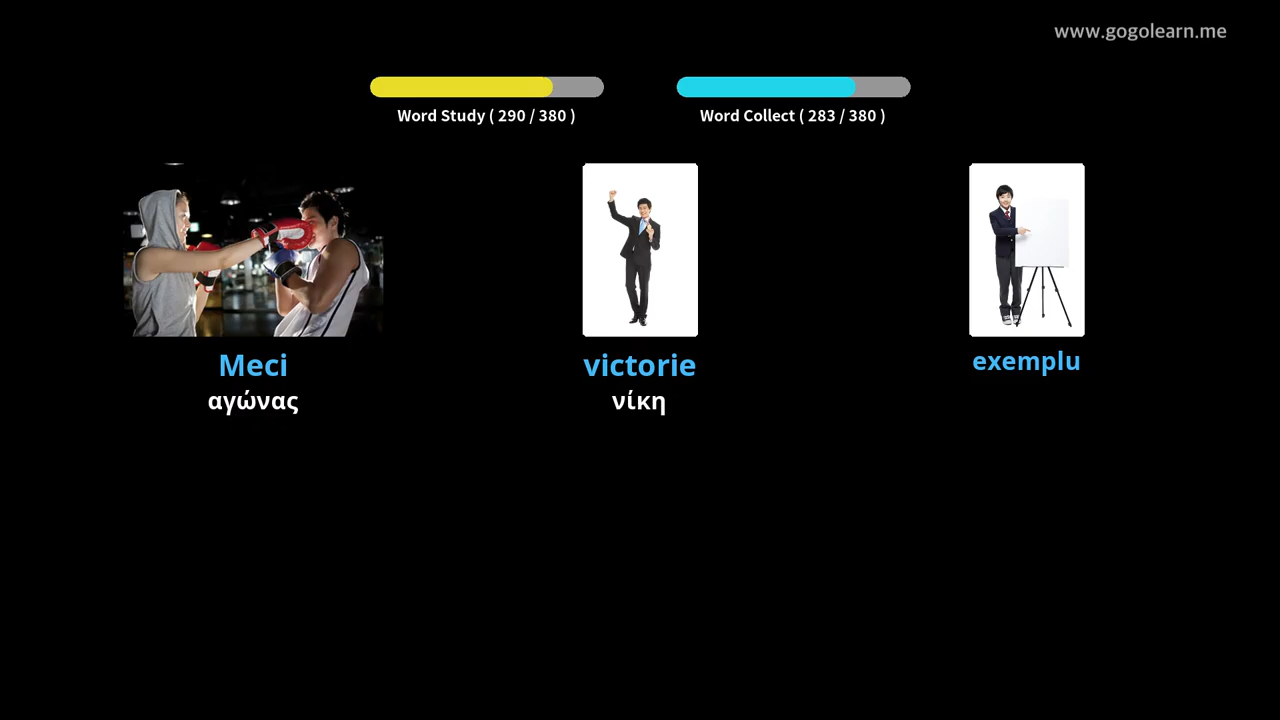 www.gogolearn.me
Word Study ( 290 / 380 )
Word Collect ( 283 / 380 )
Meci
αγώνας
victorie
νίκη
exemplu